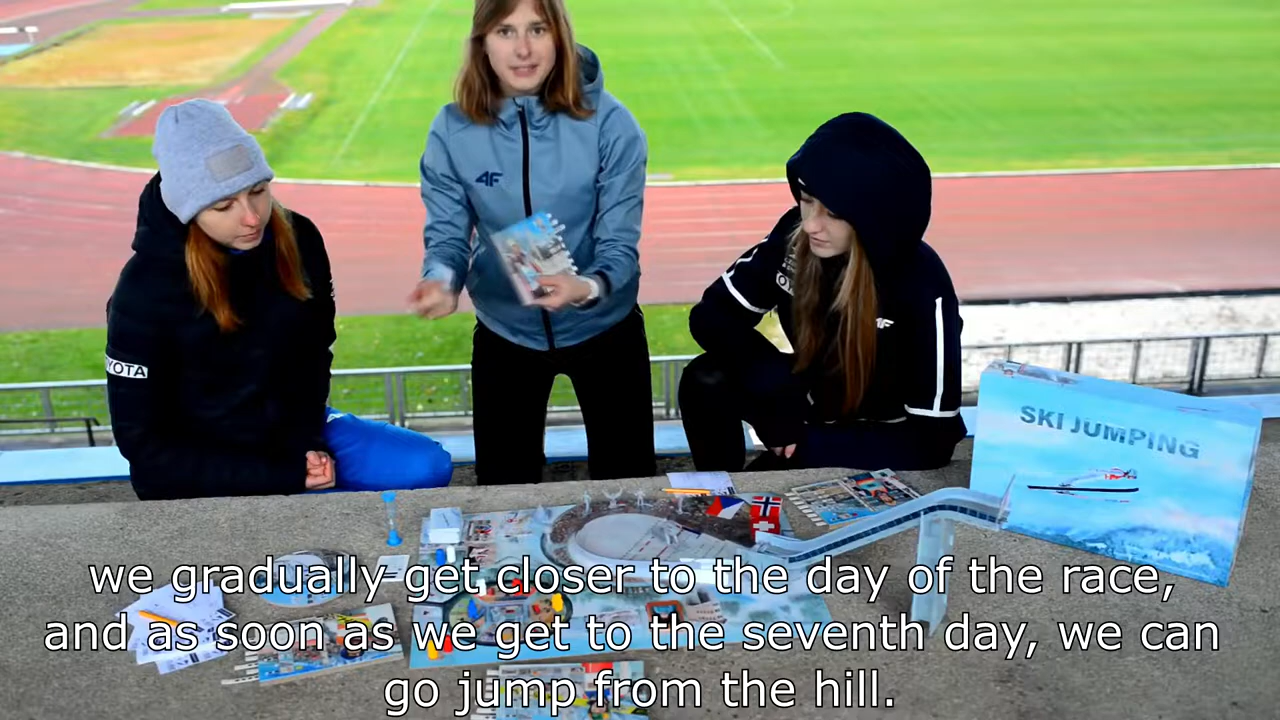 4F
OYOTA
SKI JUMPING
we gradually get closer to the day of the race,
and as soon as we get to the seventh day, we can
go jump from the hill.